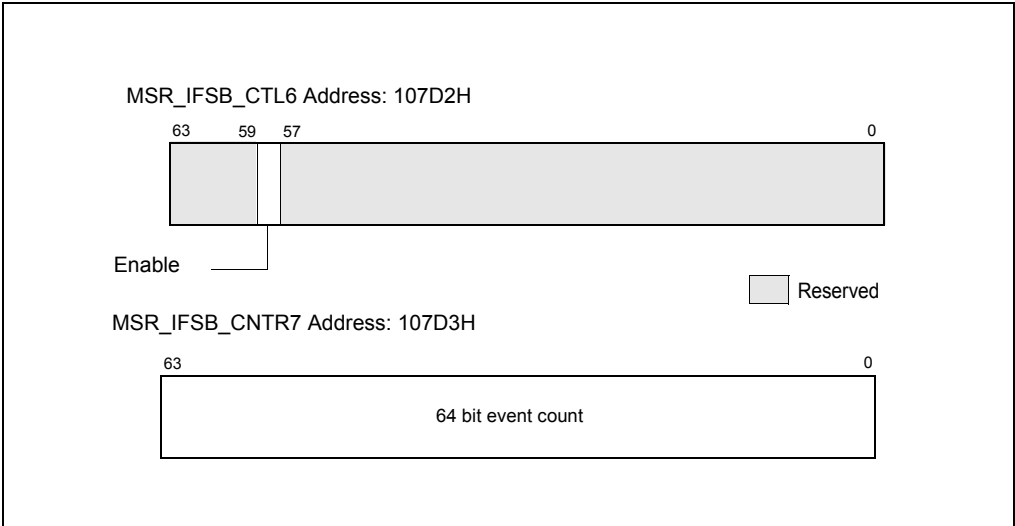 MSR_IFSB_CTL6 Address: 107D2H
63 59 57 0
Enable
Reserved
MSR_IFSB_CNTR7 Address: 107D3H
63 0
64 bit event count